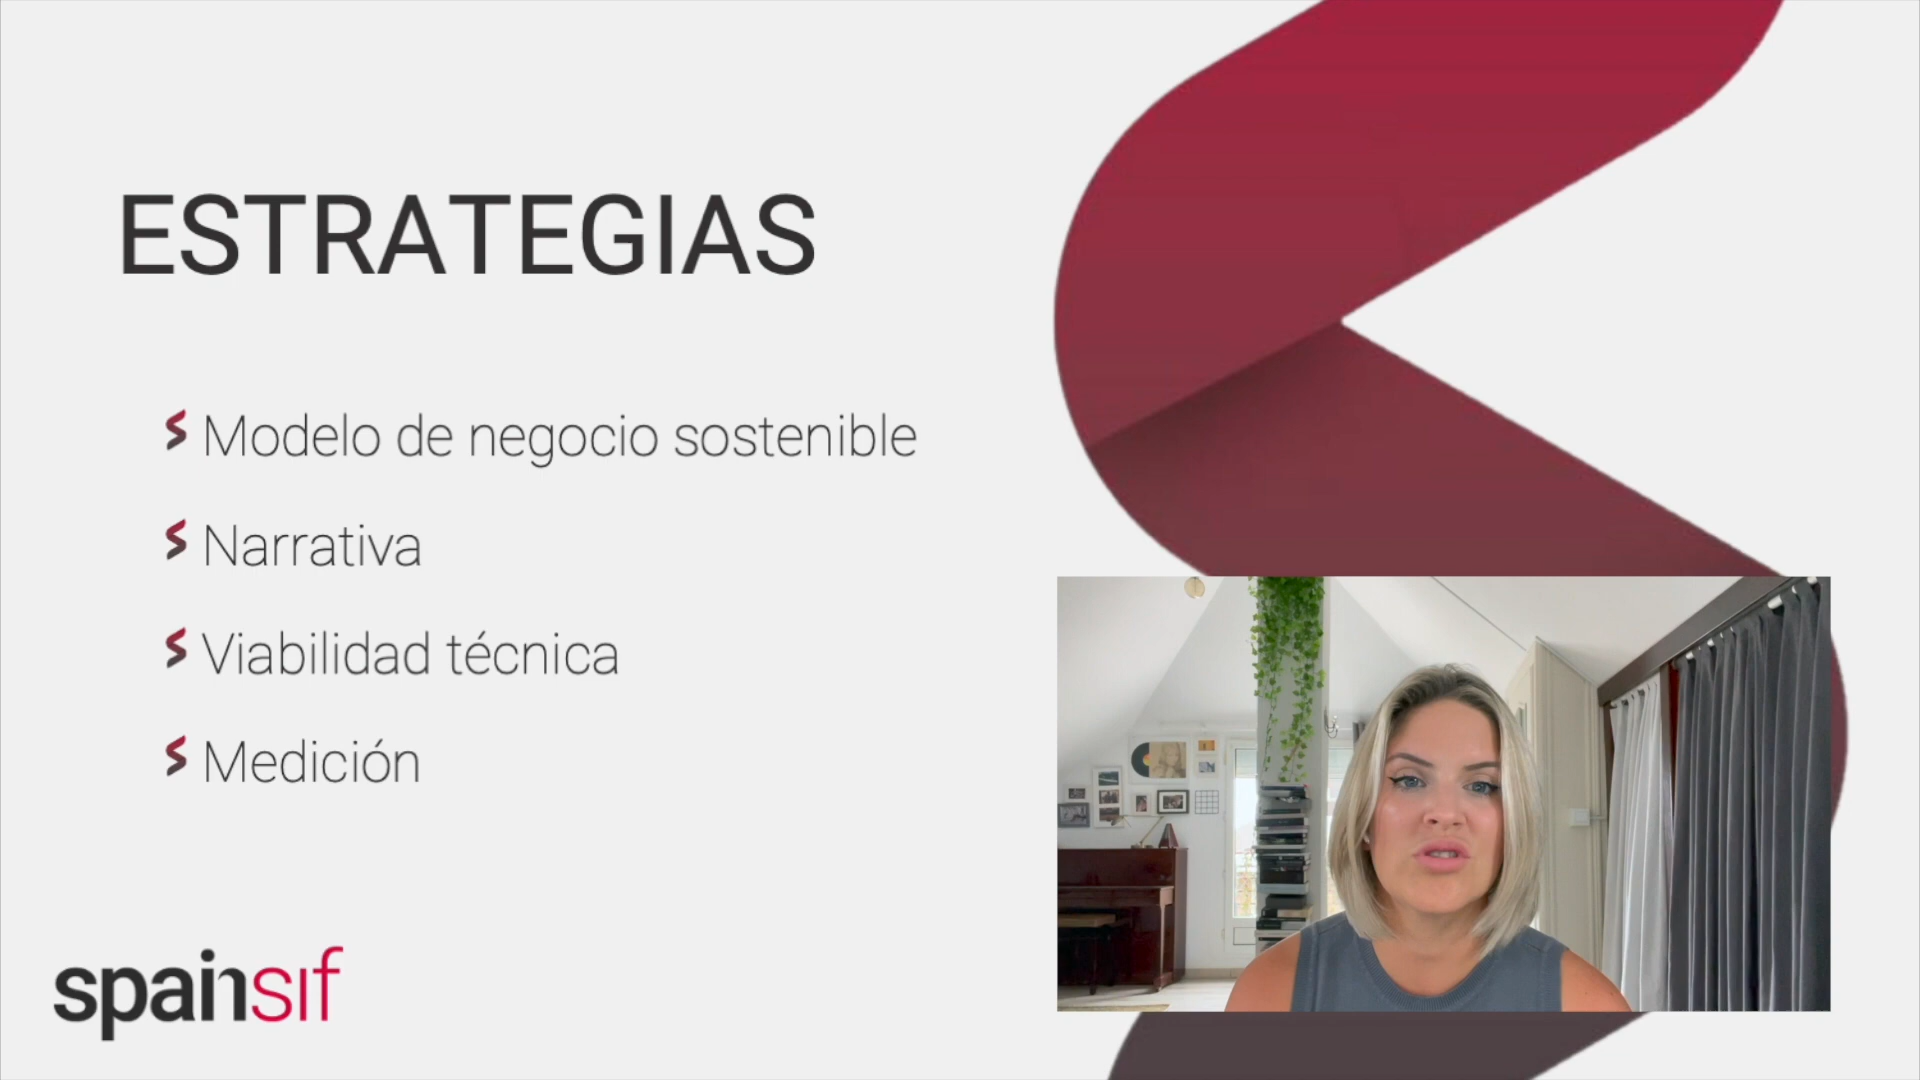 ESTRATEGIAS
Modelo de negocio sostenible
Narrativa
Viabilidad técnica
Medición
spainsif